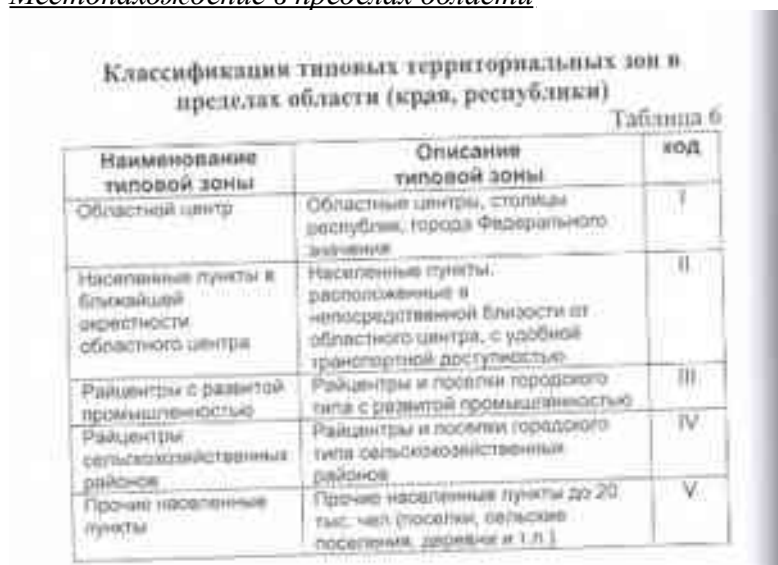 Местонахождение в пределах области
Классификация типовых территориальных зон в
пределах области (края, республики)
Таблица 6
Наименование
типовой зоны
Описание
типовой зоны
код
Областной центр
Областные центры, столицы
республик, города Федерального
значения
I
Населенные пункты в
ближайшей
окрестности
областного центра
Населенные пункты,
расположенные в
непосредственной близости от
областного центра, с удобной
транспортной доступностью
II
Райцентры с развитой
промышленностью
Райцентры и поселки городского
типа с развитой промышленностью
III
Райцентры
сельскохозяйственных
районов
Райцентры и поселки городского
типа сельскохозяйственных
районов
IV
Прочие населенные
пункты
Прочие населенные пункты до 20
тыс. чел (поселки, сельские
поселения, деревни и т.п.)
V